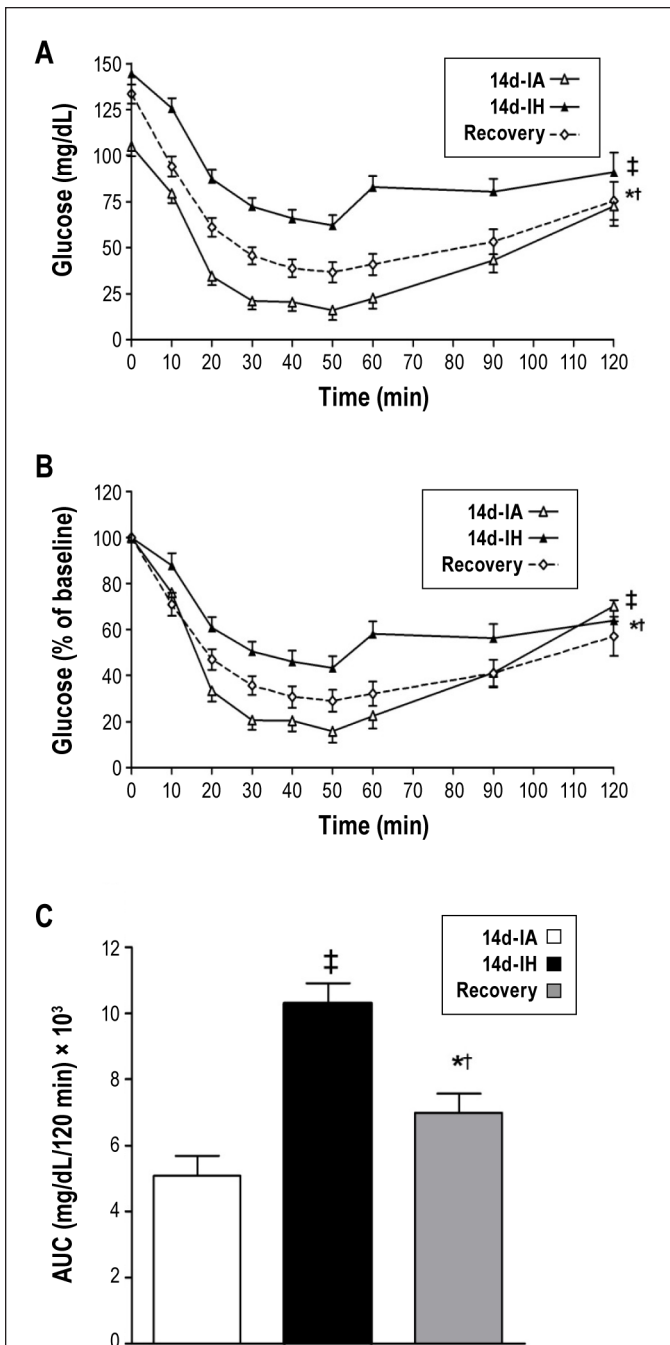 A
14d-IA
14d-IH
Recovery
Glucose (mg/dL)
150
125
100
75
50
25
0
‡
*†
0 10 20 30 40 50 60 70 80 90 100 110 120
Time (min)
B
14d-IA
14d-IH
Recovery
Glucose (% of baseline)
120
100
80
60
40
20
0
‡
*†
0 10 20 30 40 50 60 70 80 90 100 110 120
Time (min)
C
14d-IA
14d-IH
Recovery
AUC (mg/dL/120 min) × 10³
12
10
8
6
4
2
0
‡
*†